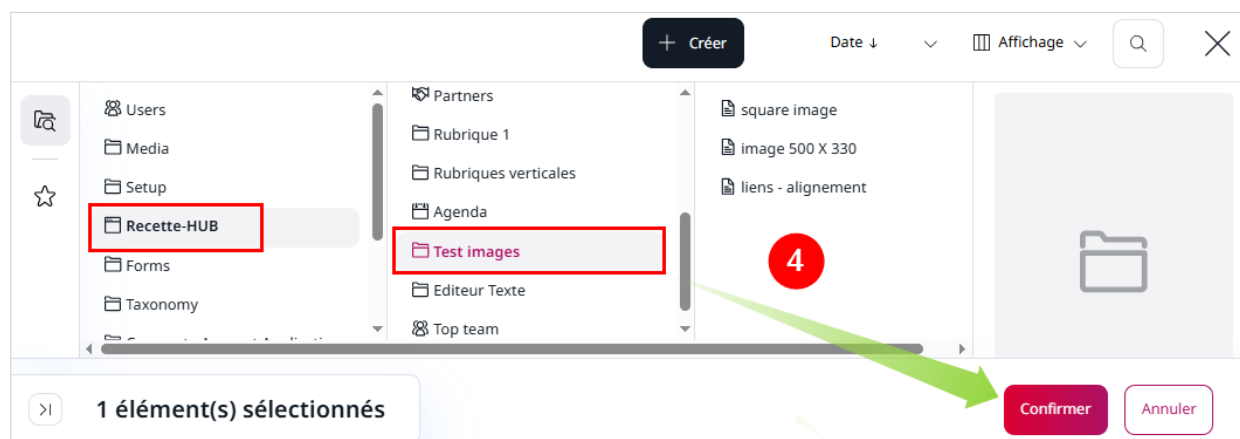 Créer
Date ↓
Affichage
Users
Media
Setup
Recette-HUB
Forms
Taxonomy
Partners
Rubrique 1
Rubriques verticales
Agenda
Test images
Editeur Texte
Top team
square image
image 500 X 330
liens - alignement
4
1 élément(s) sélectionnés
Confirmer
Annuler